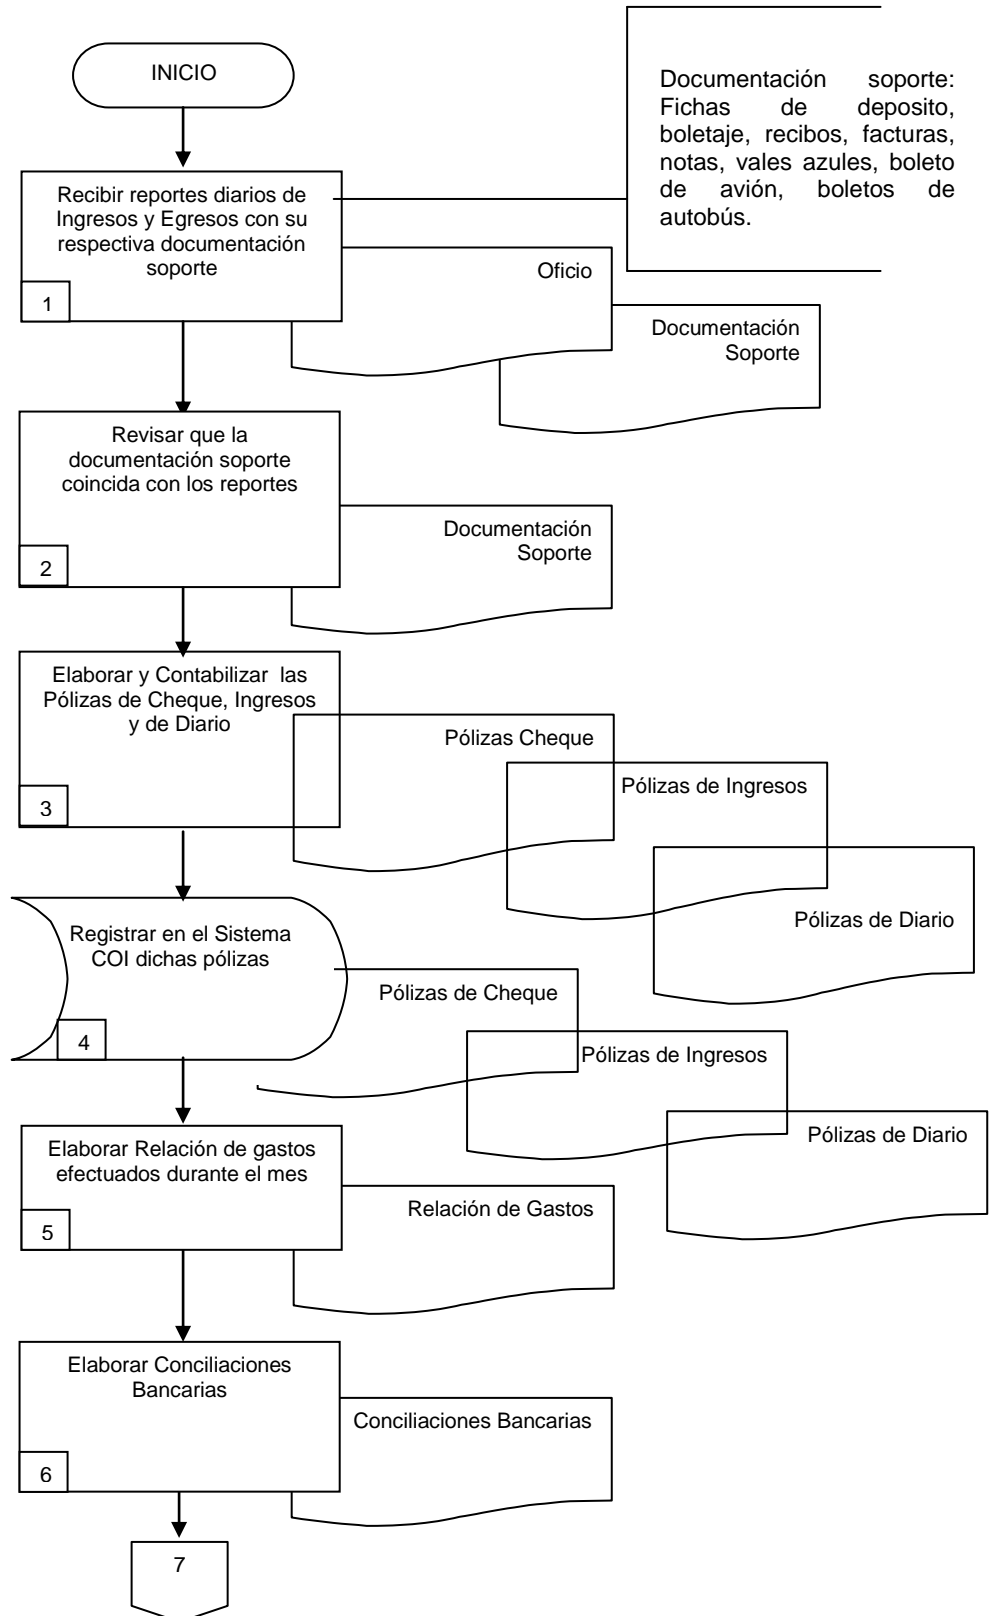 INICIO
Documentación soporte:
Fichas de deposito,
boletaje, recibos, facturas,
notas, vales azules, boleto
de avión, boletos de
autobús.
Recibir reportes diarios de
Ingresos y Egresos con su
respectiva documentación
soporte
1
Oficio
Documentación
Soporte
Revisar que la
documentación soporte
coincida con los reportes
2
Documentación
Soporte
Elaborar y Contabilizar las
Pólizas de Cheque, Ingresos
y de Diario
3
Pólizas Cheque
Pólizas de Ingresos
Pólizas de Diario
Registrar en el Sistema
COI dichas pólizas
4
Pólizas de Cheque
Pólizas de Ingresos
Pólizas de Diario
Elaborar Relación de gastos
efectuados durante el mes
5
Relación de Gastos
Elaborar Conciliaciones
Bancarias
6
Conciliaciones Bancarias
7